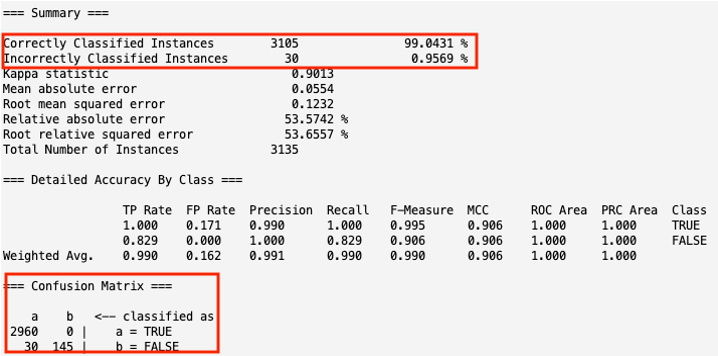 === Summary ===
Correctly Classified Instances 3105 99.0431 %
Incorrectly Classified Instances 30 0.9569 %
Kappa statistic 0.9013
Mean absolute error 0.0554
Root mean squared error 0.1232
Relative absolute error 53.5742 %
Root relative squared error 53.6557 %
Total Number of Instances 3135
=== Detailed Accuracy By Class ===
TP Rate FP Rate Precision Recall F-Measure MCC ROC Area PRC Area Class
1.000 0.171 0.990 1.000 0.995 0.906 1.000 1.000 TRUE
0.829 0.000 1.000 0.829 0.906 0.906 1.000 1.000 FALSE
Weighted Avg. 0.990 0.162 0.991 0.990 0.990 0.906 1.000 1.000
=== Confusion Matrix ===
a b <-- classified as
2960 0 | a = TRUE
30 145 | b = FALSE